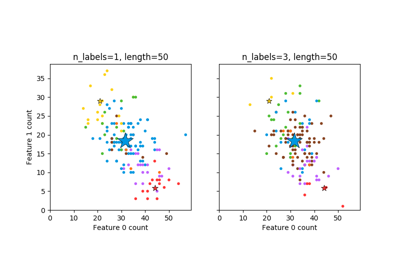 n_labels=1, length=50
n_labels=3, length=50
Feature 1 count
35
30
25
20
15
10
5
0
0 10 20 30 40 50
0 10 20 30 40 50
Feature 0 count
Feature 0 count